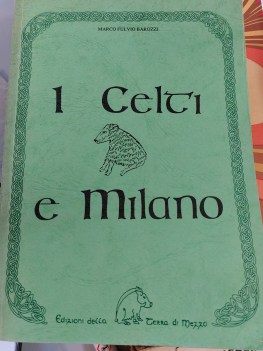 MARCO FULVIO BAROZZI
I Celti
e Milano
Edizioni della Terra di Mezzo